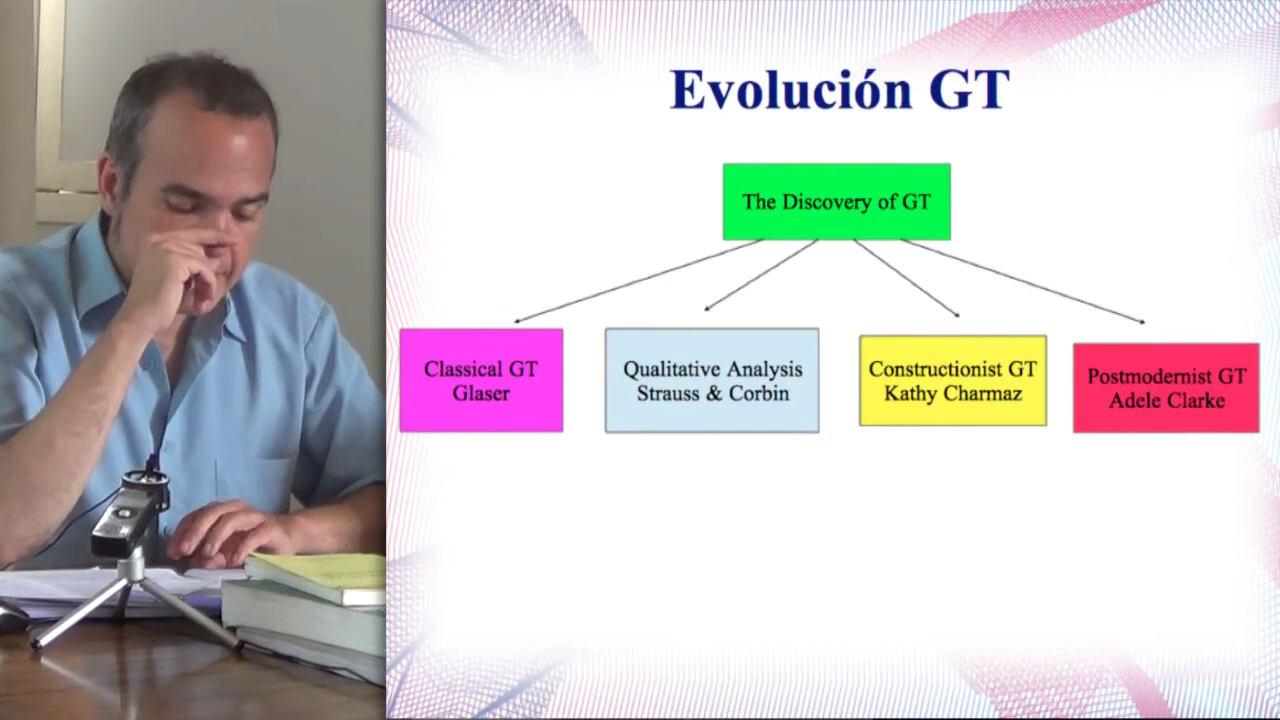 Evolución GT
The Discovery of GT
Classical GT
Glaser
Qualitative Analysis
Strauss & Corbin
Constructionist GT
Kathy Charmaz
Postmodernist GT
Adele Clarke